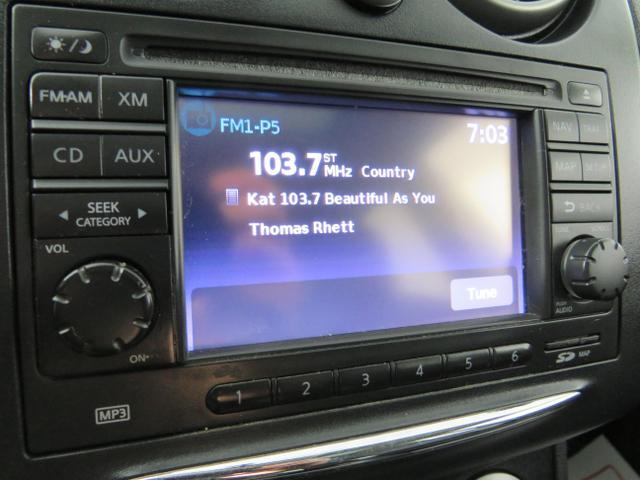 FM1-P5
7:03
103.7 ST MHz Country
Kat 103.7 Beautiful As You
Thomas Rhett
Tune
FM-AM
XM
CD
AUX
SEEK
CATEGORY
VOL
ON
MP3
1 2 3 4 5 6
NAV
MAP
BACK
AUDIO
SD MAP